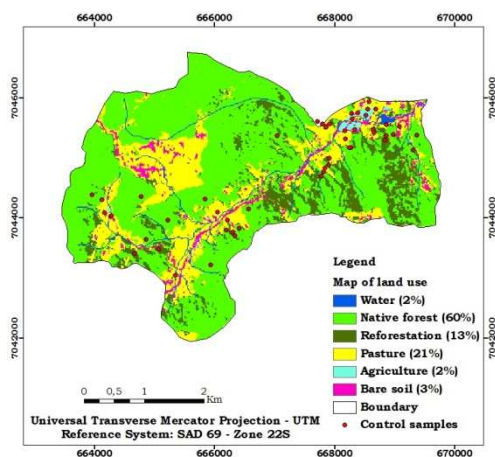 664000 666000 668000 670000
7046000
7044000
7042000
Legend
Map of land use
Water (2%)
Native forest (60%)
Reforestation (13%)
Pasture (21%)
Agriculture (2%)
Bare soil (3%)
Boundary
Control samples
0 0,5 1 2
Km
Universal Transverse Mercator Projection - UTM
Reference System: SAD 69 - Zone 22S
664000 666000 668000 670000
7046000
7044000
7042000